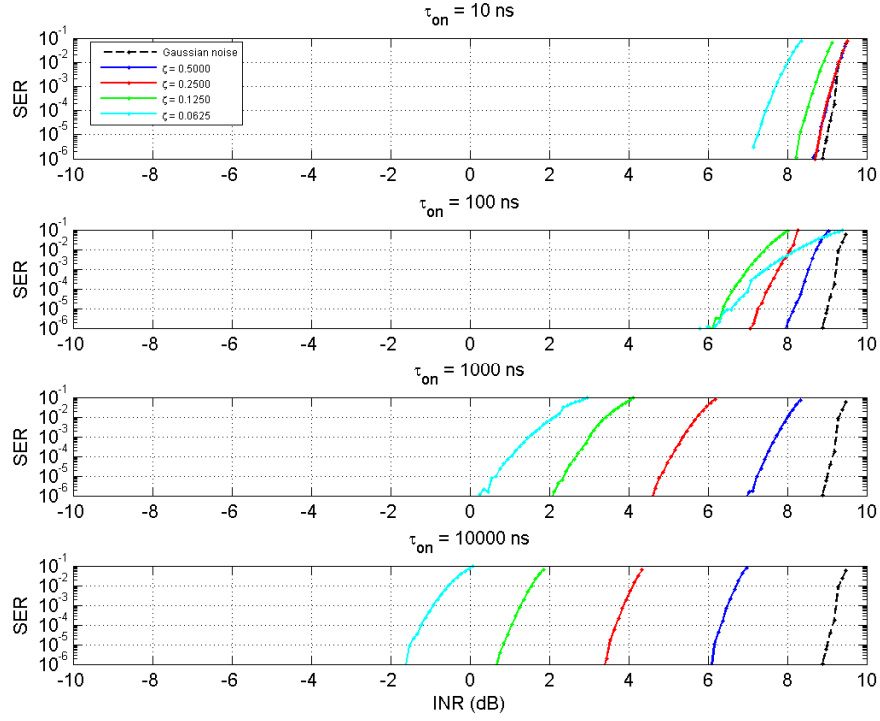 τon = 10 ns
SER
10-1
10-2
10-3
10-4
10-5
10-6
Gaussian noise
ζ = 0.5000
ζ = 0.2500
ζ = 0.1250
ζ = 0.0625
-10 -8 -6 -4 -2 0 2 4 6 8 10
τon = 100 ns
SER
10-1
10-2
10-3
10-4
10-5
10-6
-10 -8 -6 -4 -2 0 2 4 6 8 10
τon = 1000 ns
SER
10-1
10-2
10-3
10-4
10-5
10-6
-10 -8 -6 -4 -2 0 2 4 6 8 10
τon = 10000 ns
SER
10-1
10-2
10-3
10-4
10-5
10-6
-10 -8 -6 -4 -2 0 2 4 6 8 10
INR (dB)